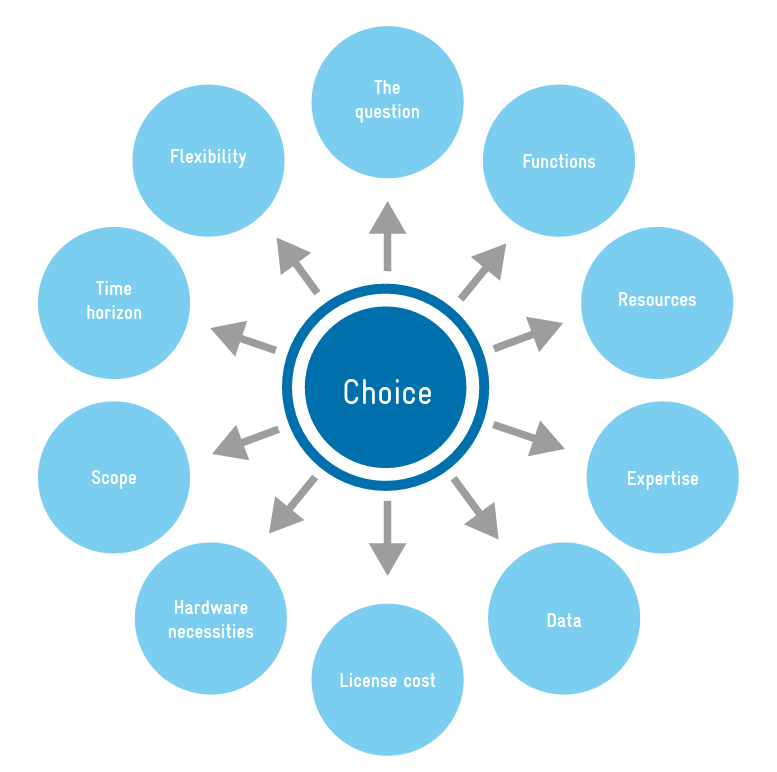 The
question
Flexibility
Functions
Time
horizon
Resources
Choice
Scope
Expertise
Hardware
necessities
Data
License cost